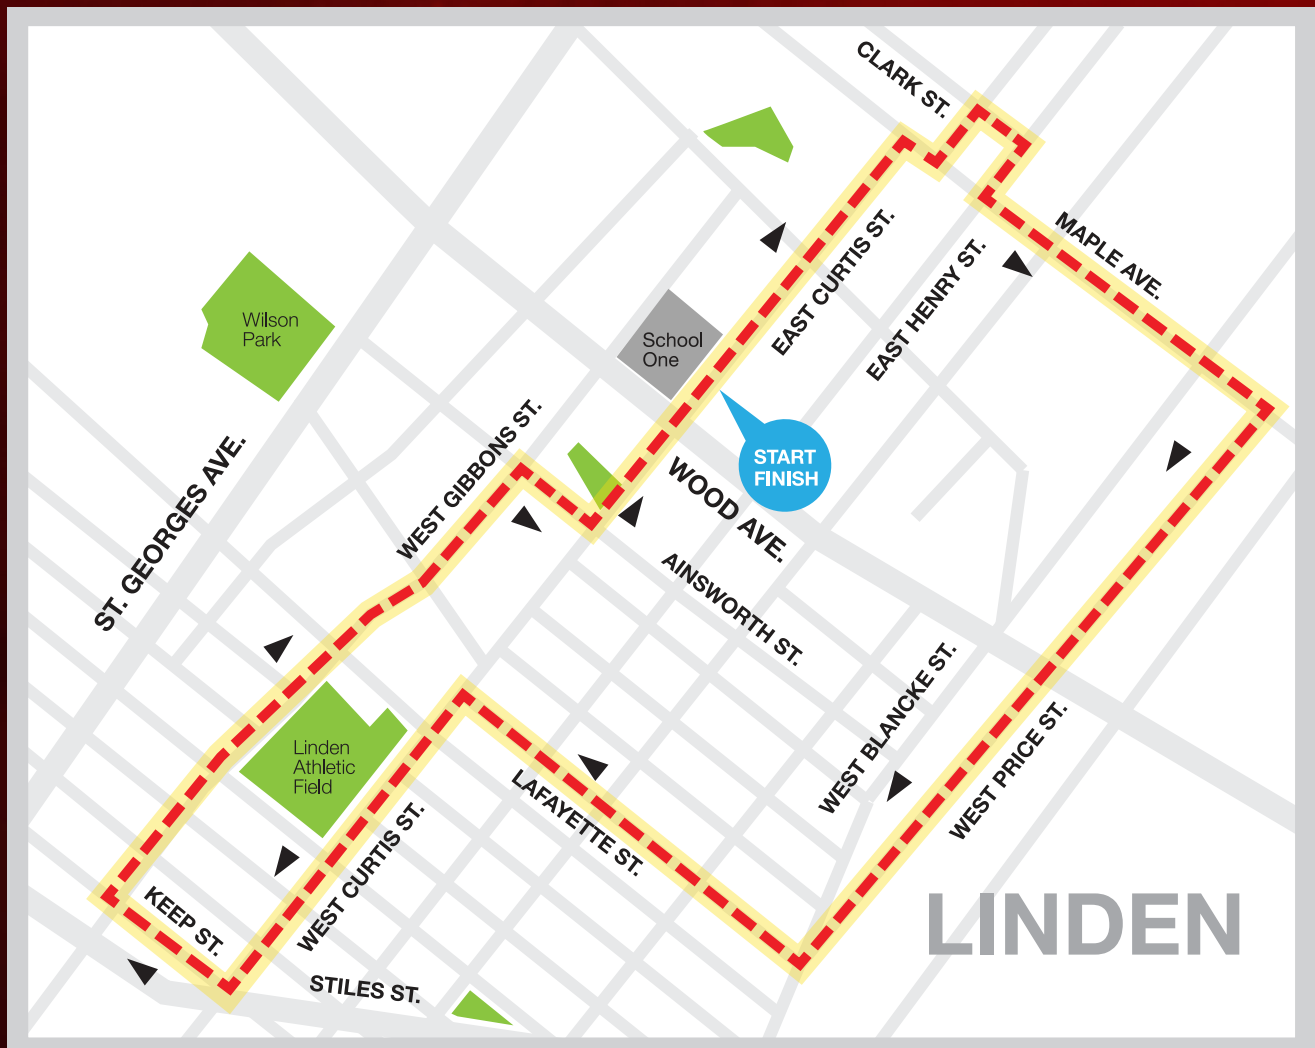 CLARK ST.
MAPLE AVE.
EAST CURTIS ST.
EAST HENRY ST.
Wilson
Park
School
One
START
FINISH
WEST GIBBONS ST.
ST. GEORGES AVE.
WOOD AVE.
AINSWORTH ST.
WEST BLANCKE ST.
WEST PRICE ST.
Linden
Athletic
Field
LAFAYETTE ST.
WEST CURTIS ST.
KEEP ST.
STILES ST.
LINDEN